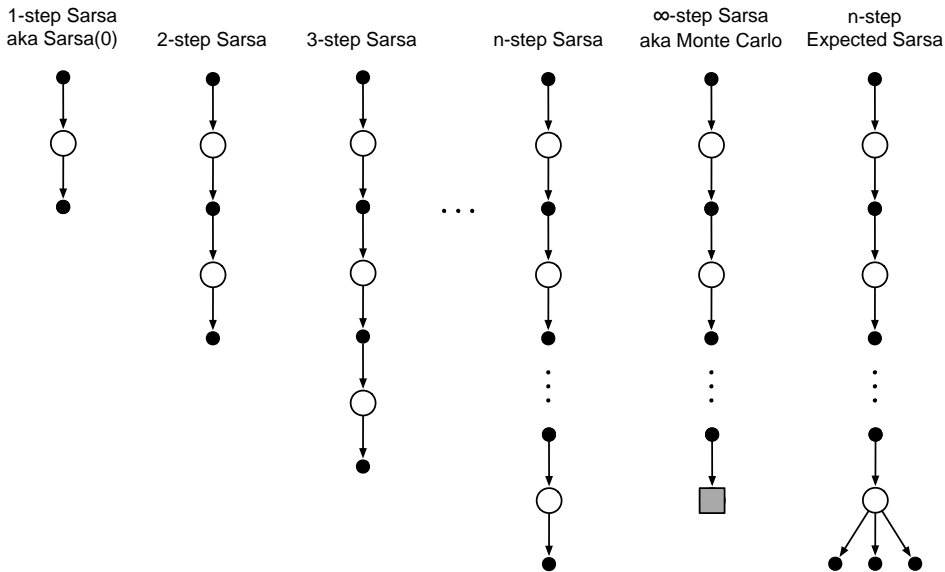 1-step Sarsa
aka Sarsa(0)
2-step Sarsa
3-step Sarsa
n-step Sarsa
∞-step Sarsa
aka Monte Carlo
n-step
Expected Sarsa